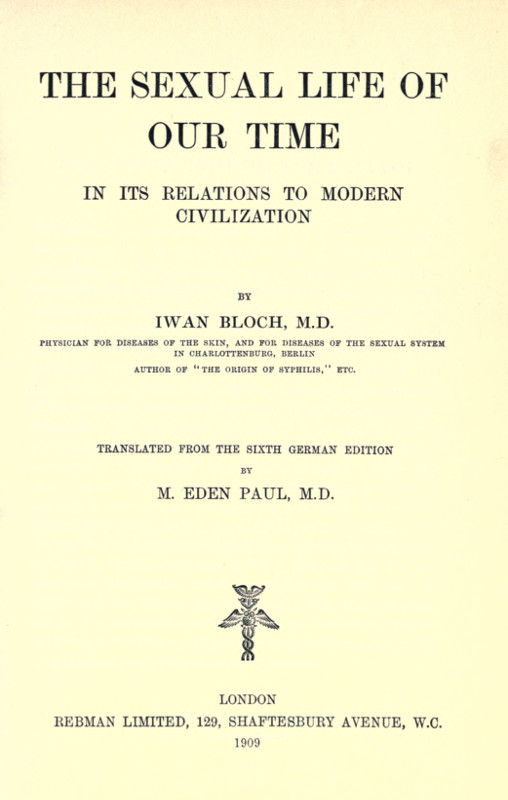 THE SEXUAL LIFE OF
OUR TIME
IN ITS RELATIONS TO MODERN
CIVILIZATION
BY
IWAN BLOCH, M.D.
PHYSICIAN FOR DISEASES OF THE SKIN, AND FOR DISEASES OF THE SEXUAL SYSTEM
IN CHARLOTTENBURG, BERLIN
AUTHOR OF "THE ORIGIN OF SYPHILIS," ETC.
TRANSLATED FROM THE SIXTH GERMAN EDITION
BY
M. EDEN PAUL, M.D.
LONDON
REBMAN LIMITED, 129, SHAFTESBURY AVENUE, W.C.
1909